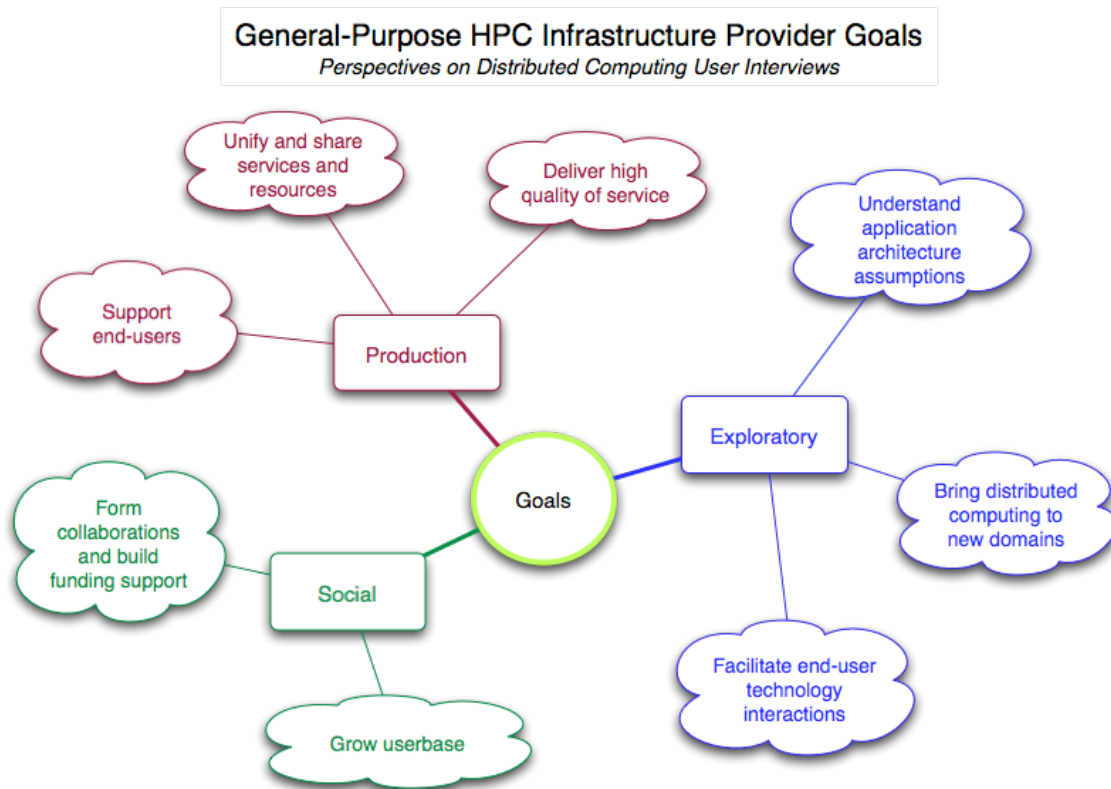 General-Purpose HPC Infrastructure Provider Goals
Perspectives on Distributed Computing User Interviews
Unify and share
services and
resources
Deliver high
quality of service
Understand
application
architecture
assumptions
Support
end-users
Production
Exploratory
Goals
Bring distributed
computing to
new domains
Form
collaborations
and build
funding support
Social
Facilitate end-user
technology
interactions
Grow userbase